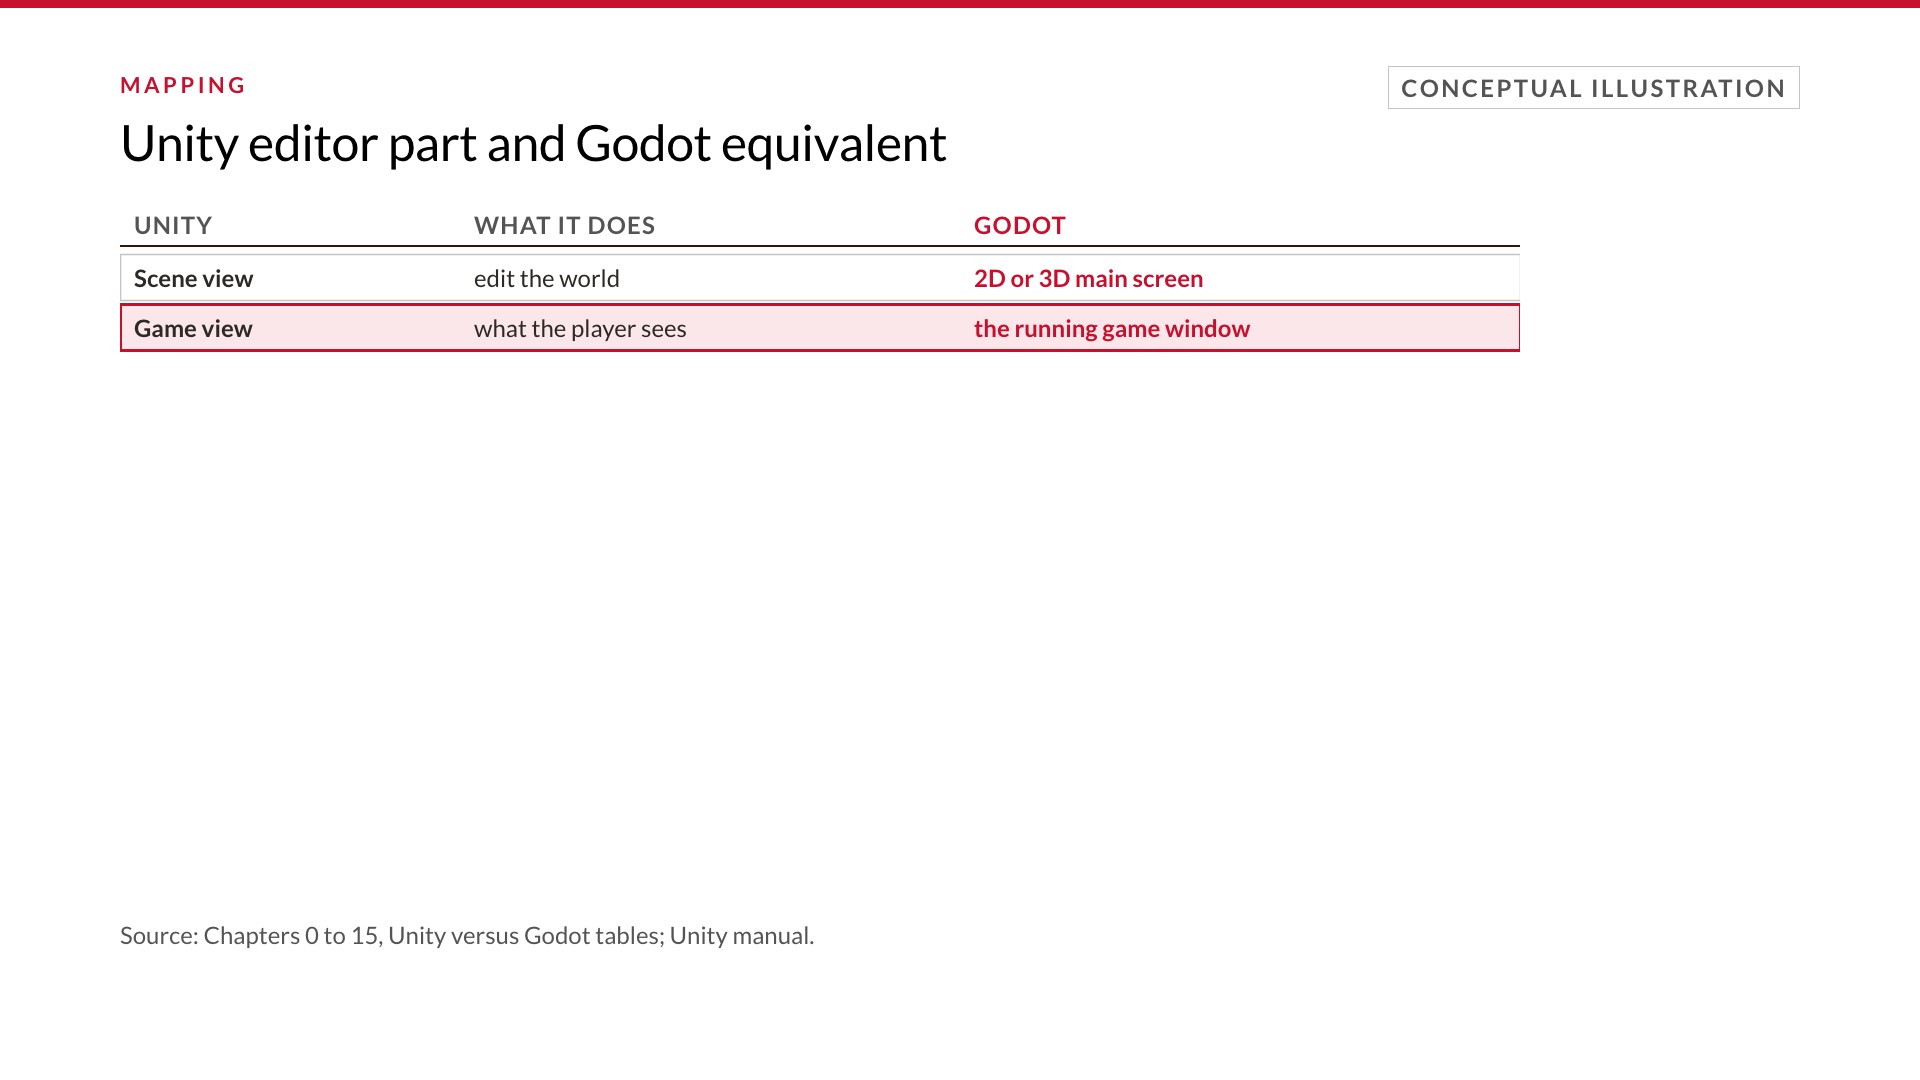 MAPPING
CONCEPTUAL ILLUSTRATION
Unity editor part and Godot equivalent
UNITY WHAT IT DOES GODOT
Scene view edit the world 2D or 3D main screen
Game view what the player sees the running game window
Source: Chapters 0 to 15, Unity versus Godot tables; Unity manual.